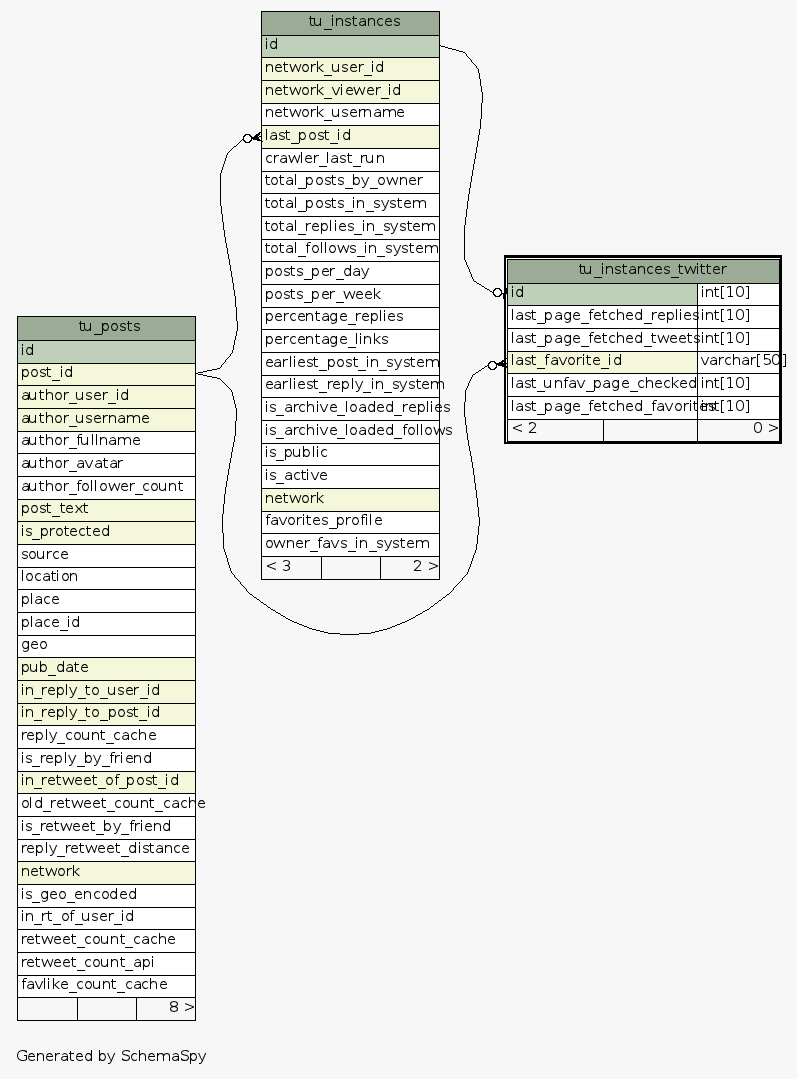 tu_instances
id
network_user_id
network_viewer_id
network_username
last_post_id
crawler_last_run
total_posts_by_owner
total_posts_in_system
total_replies_in_system
total_follows_in_system
posts_per_day
posts_per_week
percentage_replies
percentage_links
earliest_post_in_system
earliest_reply_in_system
is_archive_loaded_replies
is_archive_loaded_follows
is_public
is_active
network
favorites_profile
owner_favs_in_system
< 3 2 >
tu_instances_twitter
id int[10]
last_page_fetched_replies int[10]
last_page_fetched_tweets int[10]
last_favorite_id varchar[50]
last_unfav_page_checked int[10]
last_page_fetched_favorites int[10]
< 2 0 >
tu_posts
id
post_id
author_user_id
author_username
author_fullname
author_avatar
author_follower_count
post_text
is_protected
source
location
place
place_id
geo
pub_date
in_reply_to_user_id
in_reply_to_post_id
reply_count_cache
is_reply_by_friend
in_retweet_of_post_id
old_retweet_count_cache
is_retweet_by_friend
reply_retweet_distance
network
is_geo_encoded
in_rt_of_user_id
retweet_count_cache
retweet_count_api
favlike_count_cache
8 >
Generated by SchemaSpy